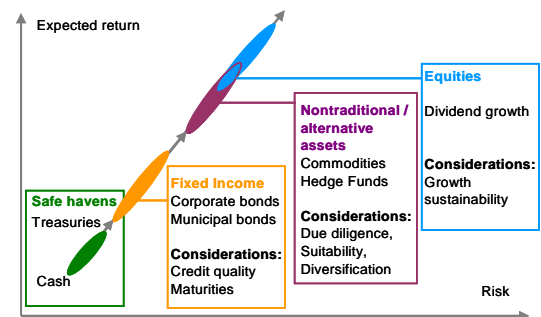 Expected return
Equities
Dividend growth
Considerations:
Growth
sustainability
Nontraditional /
alternative
assets
Commodities
Hedge Funds
Considerations:
Due diligence,
Suitability,
Diversification
Fixed Income
Corporate bonds
Municipal bonds
Considerations:
Credit quality
Maturities
Safe havens
Treasuries
Cash
Risk